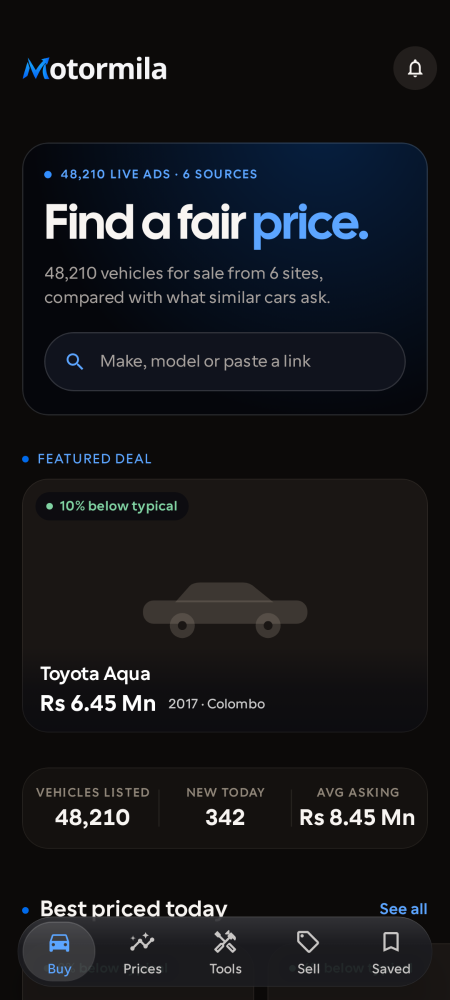 Motormila
48,210 LIVE ADS · 6 SOURCES
Find a fair price.
48,210 vehicles for sale from 6 sites,
compared with what similar cars ask.
Make, model or paste a link
FEATURED DEAL
10% below typical
Toyota Aqua
Rs 6.45 Mn 2017 · Colombo
VEHICLES LISTED NEW TODAY AVG ASKING
48,210 342 Rs 8.45 Mn
Best priced today See all
Buy Prices Tools Sell Saved